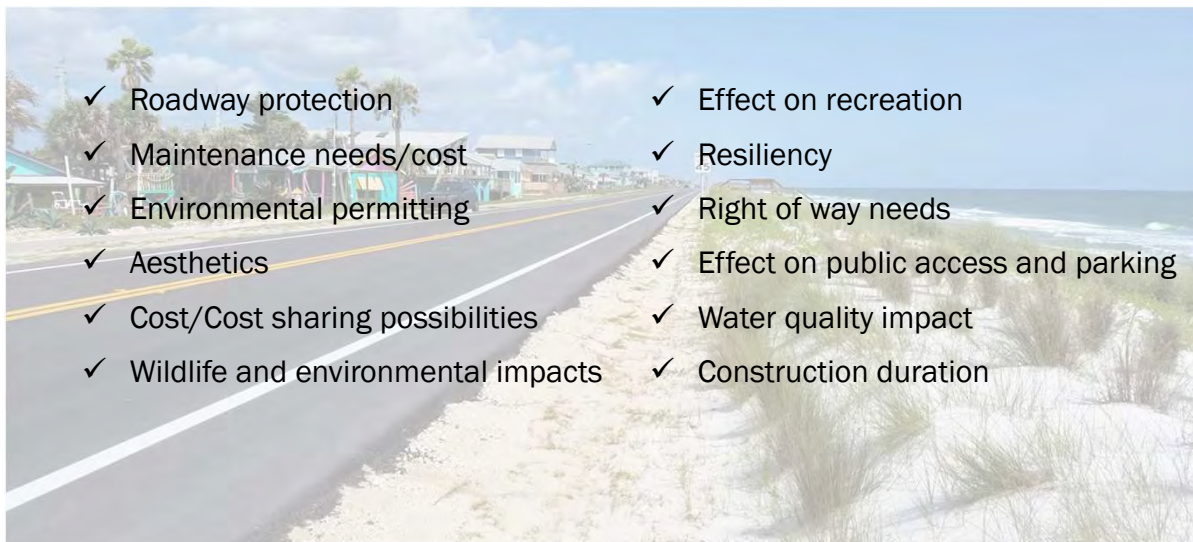 ✓ Roadway protection
✓ Maintenance needs/cost
✓ Environmental permitting
✓ Aesthetics
✓ Cost/Cost sharing possibilities
✓ Wildlife and environmental impacts
✓ Effect on recreation
✓ Resiliency
✓ Right of way needs
✓ Effect on public access and parking
✓ Water quality impact
✓ Construction duration
45